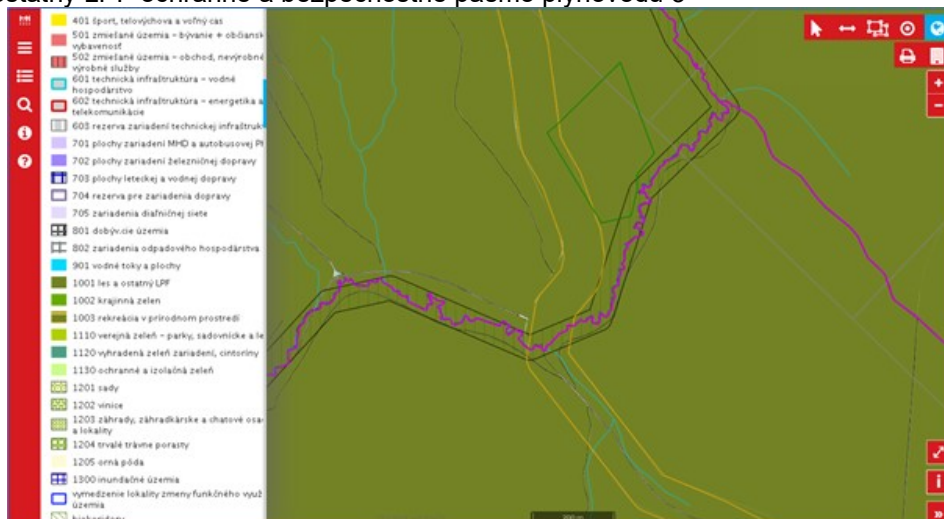 401 šport, telovýchova a voľný čas
501 zmiešané územia – bývanie + občiansk
vybavenosť
502 zmiešané územia – obchod, nevýrobné
výrobné služby
601 technická infraštruktúra – vodné
hospodárstvo
602 technická infraštruktúra – energetika a
telekomunikácie
603 rezerva zariadení technickej infraštruk
701 plochy zariadení MHD a autobusovej
702 plochy zariadení železničnej dopravy
703 plochy leteckej a vodnej dopravy
704 rezerva pre zariadenia dopravy
705 zariadenia diaľničnej siete
801 dobýv.cie územia
802 zariadenia odpadového hospodárstva
901 vodné toky a plochy
1001 les a ostatný LPF
1002 krajinná zelen
1003 rekreácia v prírodnom prostredí
1110 verejná zeleň – parky, sadovnícke a le
1120 vyhradená zeleň zariadení, cintoríny
1130 ochranné a izolačná zeleň
1201 sady
1202 vinice
1203 záhrady, záhradkárske a chatové osa
a lokality
1204 trvalé trávne porasty
1205 orná pôda
1300 inundačné územia
vymedzenie lokality zmeny funkčného využ
územia